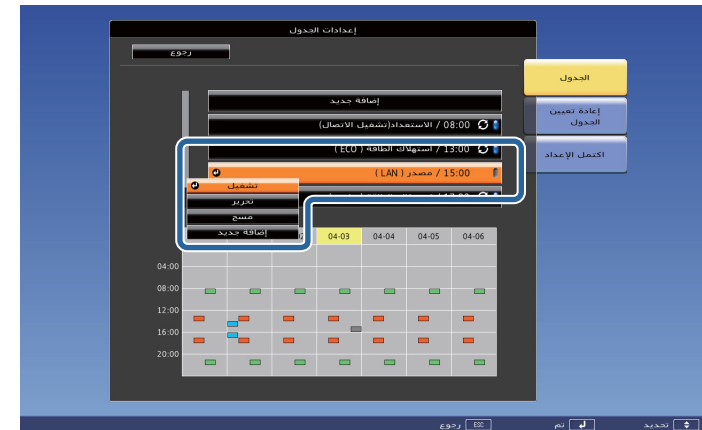 إعدادات الجدول
رجوع
الجدول
إعادة تعيين
الجدول
اكتمل الإعداد
إضافة جديد
08:00 / الاستعداد(تشغيل الاتصال)
13:00 / استهلاك الطاقة ( ECO )
15:00 / مصدر ( LAN )
تشغيل
تحرير
مسح
إضافة جديد
04-03 04-04 04-05 04-06
04:00
08:00
12:00
16:00
20:00
تحديد تم ESC رجوع